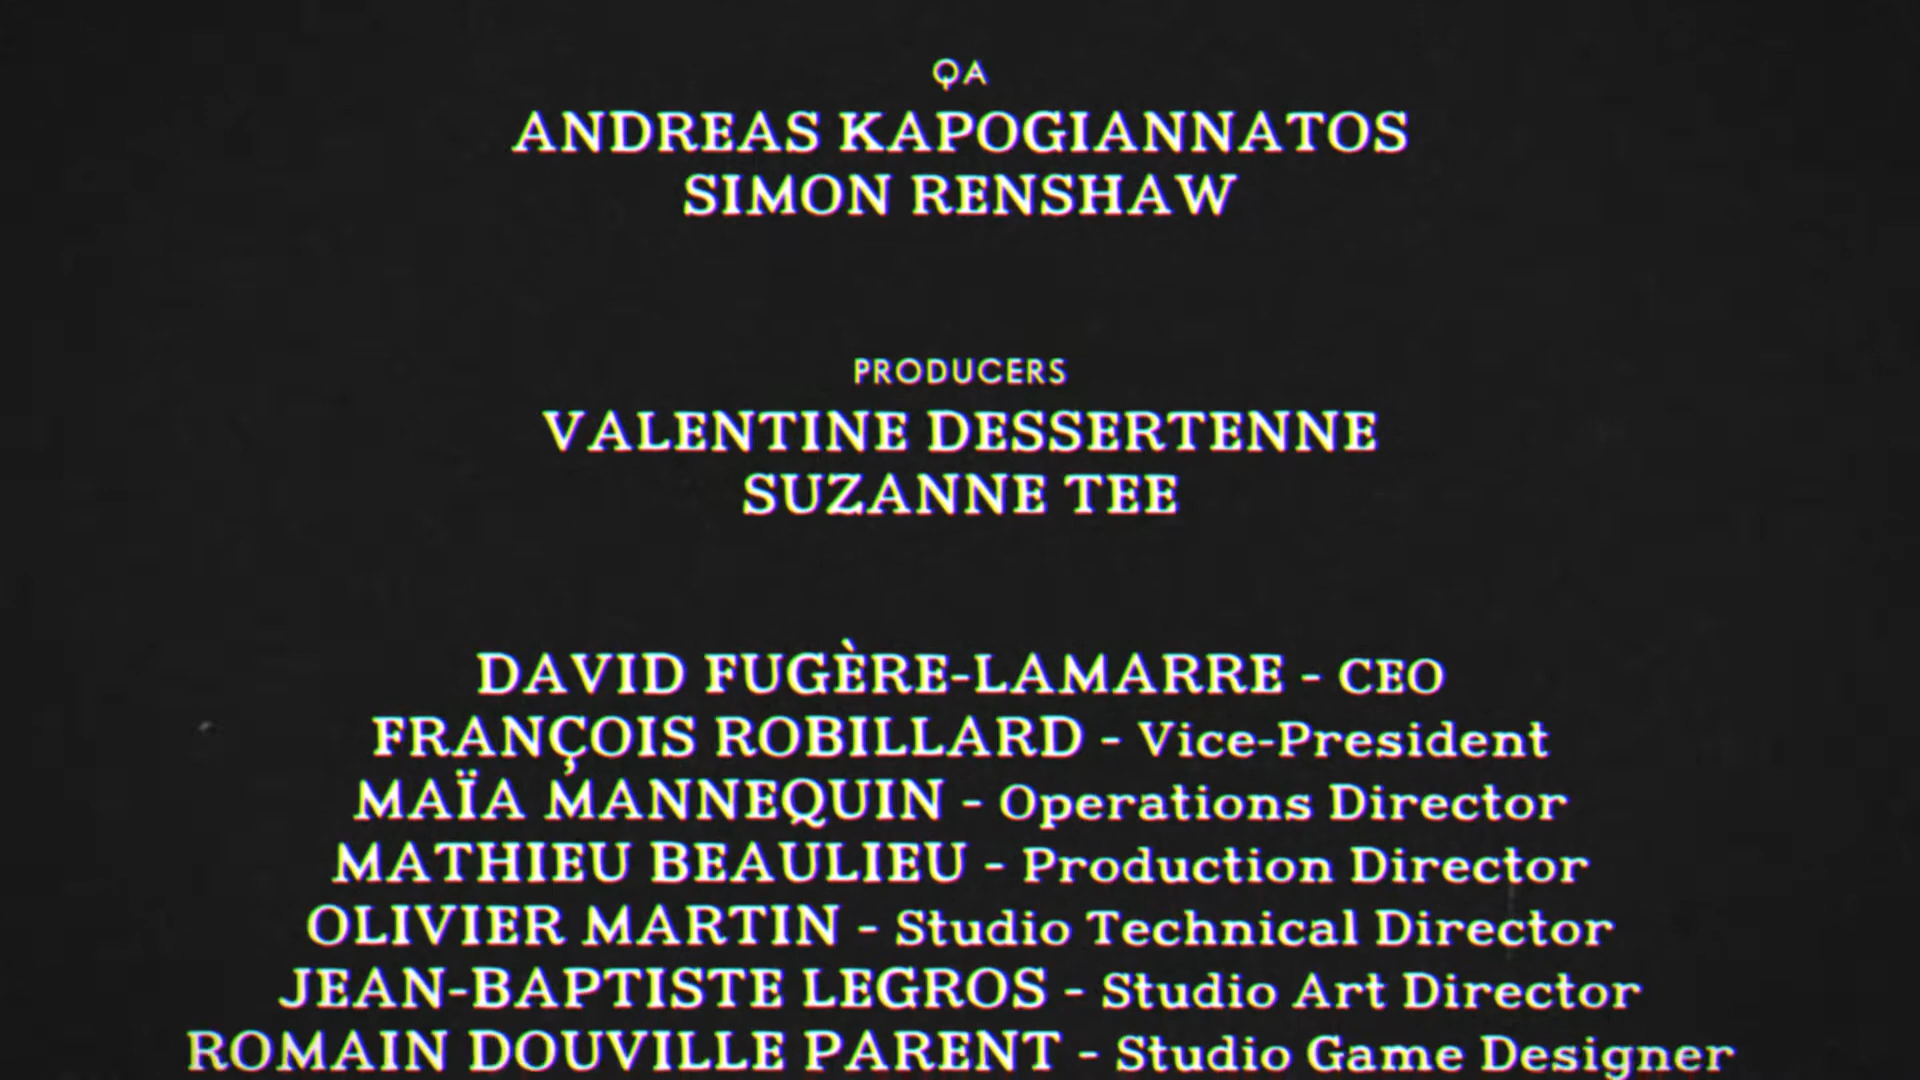 QA
ANDREAS KAPOGIANNATOS
SIMON RENSHAW
PRODUCERS
VALENTINE DESSERTENNE
SUZANNE TEE
DAVID FUGÈRE-LAMARRE - CEO
FRANÇOIS ROBILLARD - Vice-President
MAÏA MANNEQUIN - Operations Director
MATHIEU BEAULIEU - Production Director
OLIVIER MARTIN - Studio Technical Director
JEAN-BAPTISTE LEGROS - Studio Art Director
ROMAIN DOUVILLE PARENT - Studio Game Designer